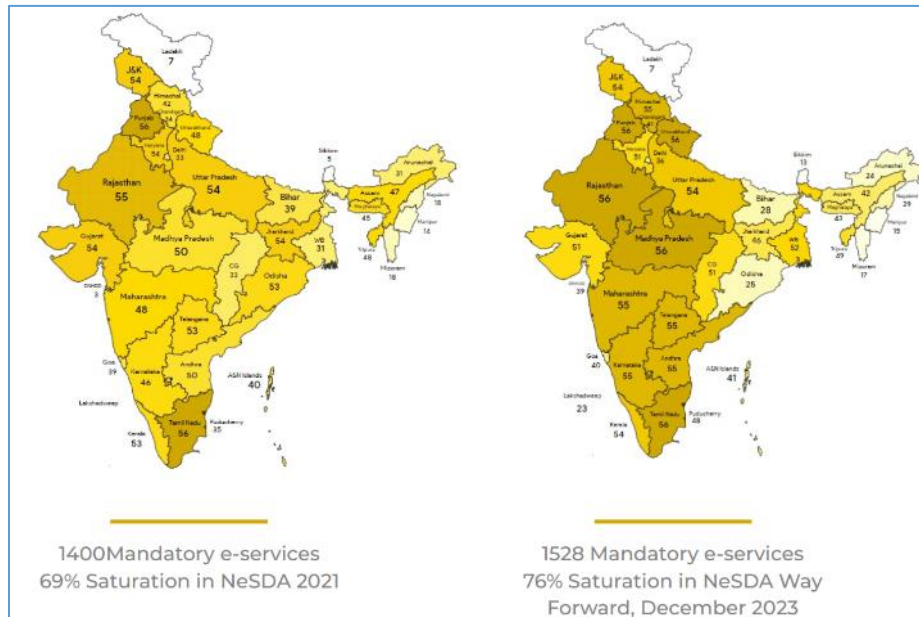 Ladakh
7
J&K
54
Himachal
42
Chandigarh
Punjab
56
Uttarakhand
48
Haryana
54
Delhi
33
Rajasthan
55
Uttar Pradesh
54
Sikkim
5
Arunachal
31
Assam
47
Nagaland
18
Meghalaya
45
Manipur
14
Bihar
39
Gujarat
54
Madhya Pradesh
50
Jharkhand
54
WB
31
Tripura
48
Mizoram
18
CG
33
Odisha
53
3
Maharashtra
48
Telangana
53
Goa
39
Karnataka
46
Andhra
50
A&N Islands
40
Lakshadweep
Kerala
53
Tamil Nadu
56
Puducherry
35
1400Mandatory e-services
69% Saturation in NeSDA 2021
Ladakh
7
J&K
54
Himachal
55
Chandigarh
Punjab
56
Uttarakhand
56
Haryana
51
Delhi
36
Rajasthan
56
Uttar Pradesh
54
Sikkim
13
Arunachal
24
Assam
42
Nagaland
29
Meghalaya
43
Manipur
15
Bihar
28
Gujarat
51
Madhya Pradesh
56
Jharkhand
46
WB
52
Tripura
49
Mizoram
17
CG
51
Odisha
25
39
Maharashtra
55
Telangana
55
Goa
40
Karnataka
55
Andhra
55
A&N Islands
41
Lakshadweep
23
Kerala
54
Tamil Nadu
56
Puducherry
48
1528 Mandatory e-services
76% Saturation in NeSDA Way
Forward, December 2023